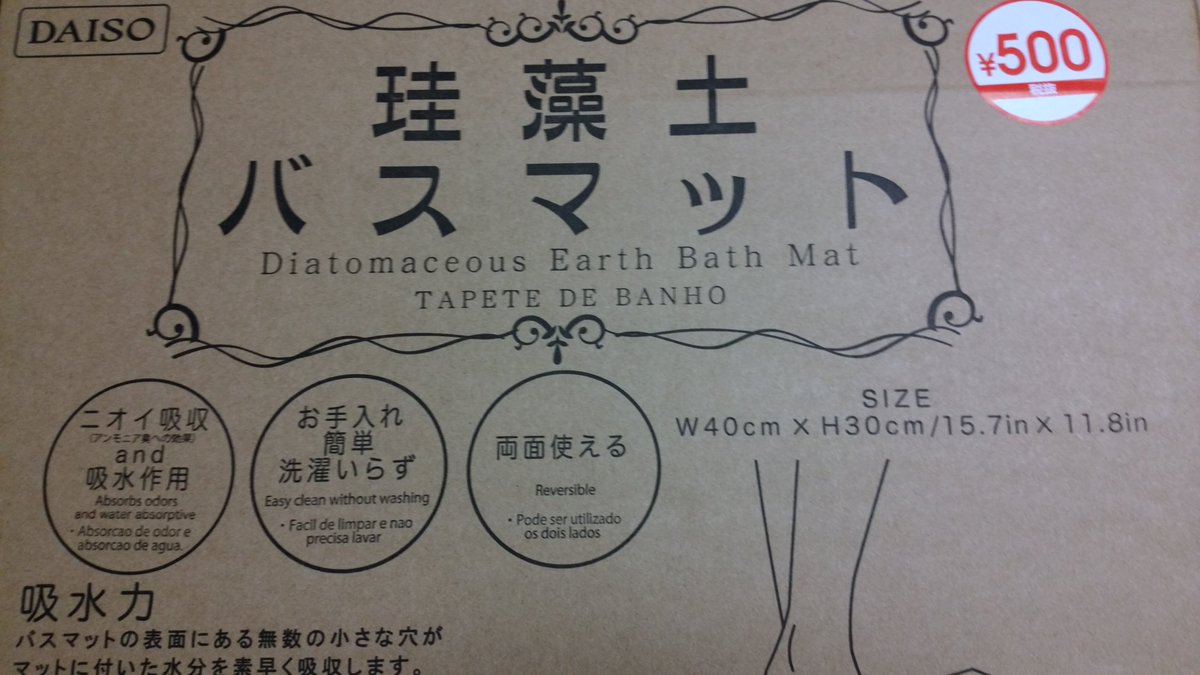 DAISO
¥500
税抜
珪藻土
バスマット
Diatomaceous Earth Bath Mat
TAPETE DE BANHO
ニオイ吸収
(アンモニア臭への効果)
and
吸水作用
Absorbs odors
and water absorptive
・Absorcao de odor e
absorcao de agua.
お手入れ
簡単
洗濯いらず
Easy clean without washing
・Facil de limpar e nao
precisa lavar
両面使える
Reversible
・Pode ser utilizado
os dois lados
SIZE
W40cm X H30cm/15.7in X 11.8in
吸水力
バスマットの表面にある無数の小さな穴が
マットに付いた水分を素早く吸収します。